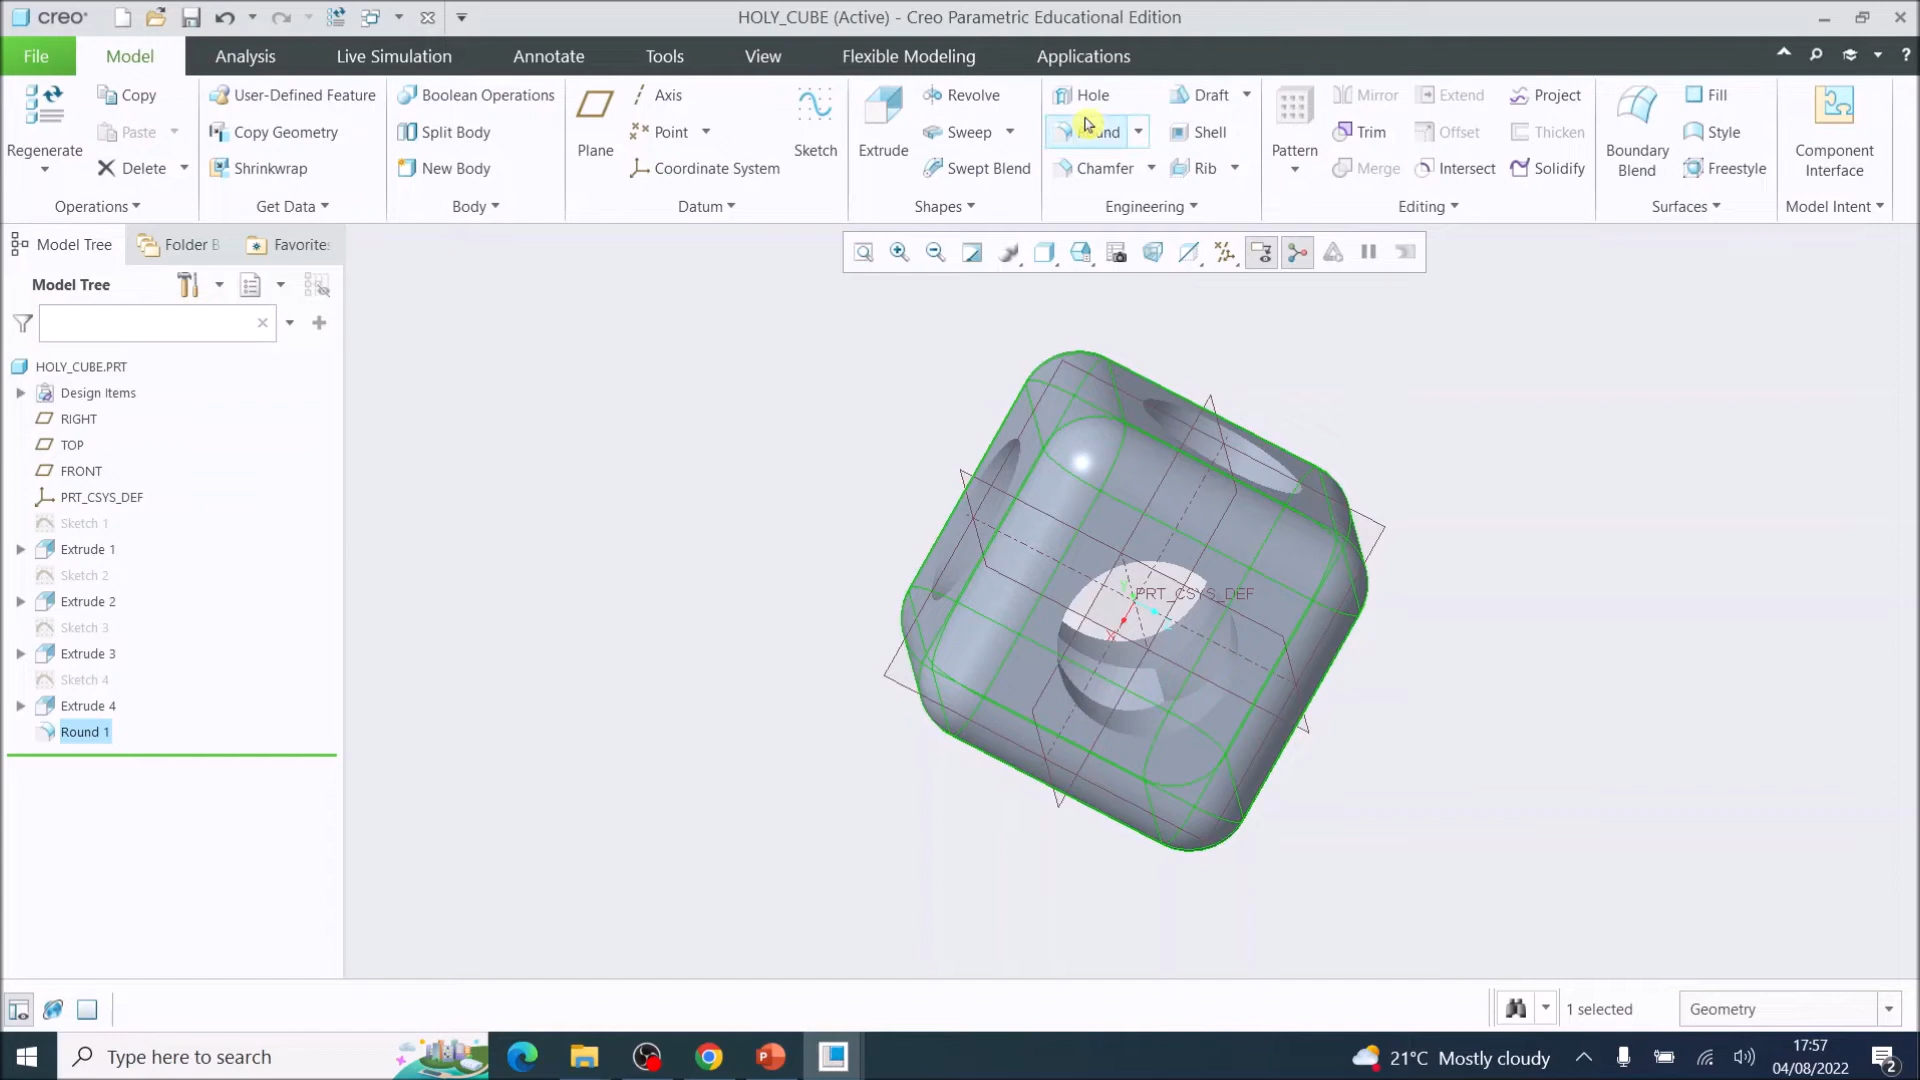 creo®
HOLY_CUBE (Active) - Creo Parametric Educational Edition
File
Model
Analysis
Live Simulation
Annotate
Tools
View
Flexible Modeling
Applications
?
Regenerate
Copy
Paste
Delete
Operations
User-Defined Feature
Copy Geometry
Shrinkwrap
Get Data
Boolean Operations
Split Body
New Body
Body
Plane
Axis
Point
Coordinate System
Sketch
Datum
Extrude
Revolve
Sweep
Swept Blend
Shapes
Hole
Round
Chamfer
Draft
Shell
Rib
Engineering
Pattern
Mirror
Trim
Merge
Extend
Offset
Intersect
Project
Thicken
Solidify
Editing
Boundary
Blend
Fill
Style
Freestyle
Surfaces
Component
Interface
Model Intent
Model Tree
Folder B
Favorites
Model Tree
HOLY_CUBE.PRT
Design Items
RIGHT
TOP
FRONT
PRT_CSYS_DEF
Sketch 1
Extrude 1
Sketch 2
Extrude 2
Sketch 3
Extrude 3
Sketch 4
Extrude 4
Round 1
PRT_CSYS_DEF
X
1 selected
Geometry
Type here to search
21°C Mostly cloudy
17:57
04/08/2022
2